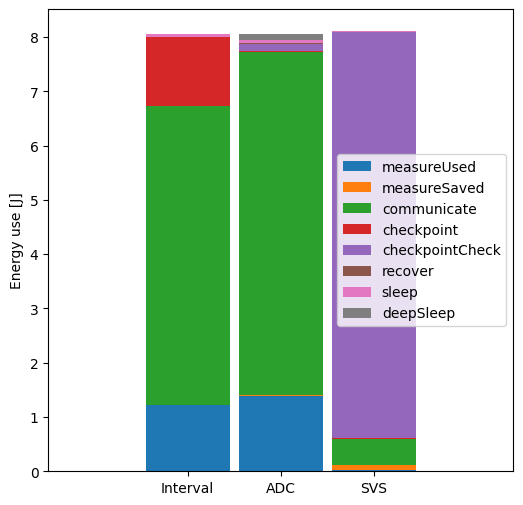 8
7
6
5
4
3
2
1
0
Energy use [J]
measureUsed
measureSaved
communicate
checkpoint
checkpointCheck
recover
sleep
deepSleep
Interval ADC SVS